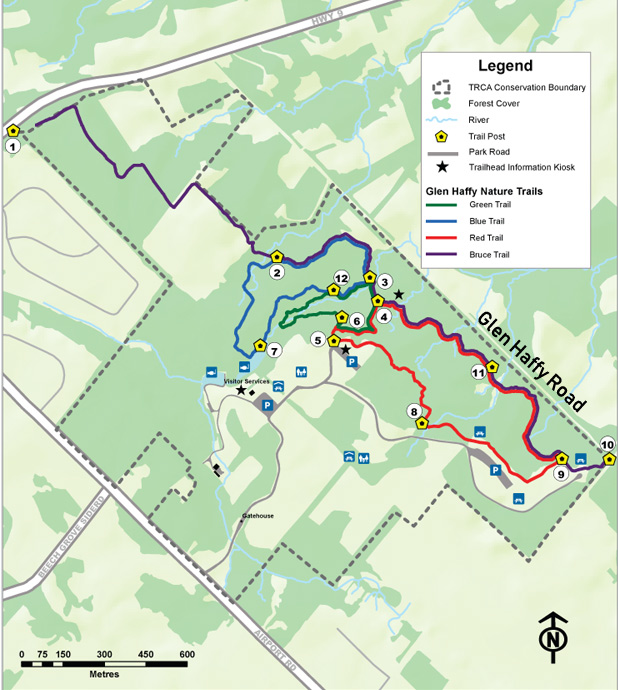 HWY 9
Legend
TRCA Conservation Boundary
Forest Cover
River
Trail Post
Park Road
Trailhead Information Kiosk
Glen Haffy Nature Trails
Green Trail
Blue Trail
Red Trail
Bruce Trail
1
2
12
3
4
6
5
7
P
Glen Haffy Road
11
Visitor Services
P
8
10
9
P
Gatehouse
BEECH GROVE SIDERD
AIRPORT RD
N
0 75 150 300 450 600
Metres